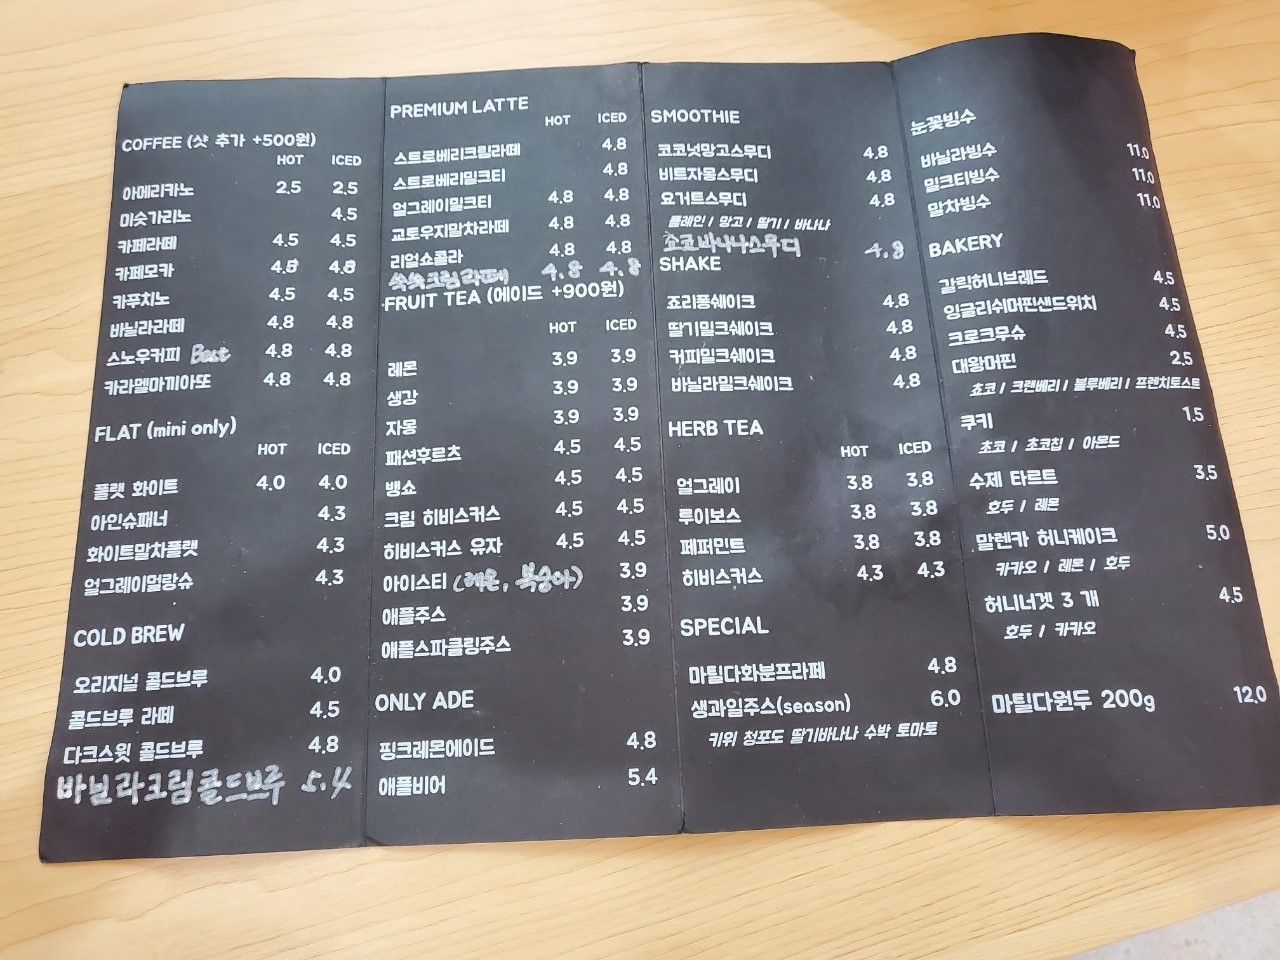 COFFEE (샷 추가 +500원)
HOT ICED
아메리카노 2.5 2.5
미숫가리노 4.5
카페라떼 4.5 4.5
카페모카 4.8 4.8
카푸치노 4.5 4.5
바닐라라떼 4.8 4.8
스노우커피 Best 4.8 4.8
카라멜마끼아또 4.8 4.8
FLAT (mini only)
HOT ICED
플랫 화이트 4.0 4.0
아인슈패너 4.3
화이트말차플랫 4.3
얼그레이멀랑슈 4.3
COLD BREW
오리지널 콜드브루 4.0
콜드브루 라떼 4.5
다크스윗 콜드브루 4.8
바닐라크림콜드브루 5.4
PREMIUM LATTE
HOT ICED
스트로베리크림라떼 4.8
스트로베리밀크티 4.8
얼그레이밀크티 4.8 4.8
교토우지말차라떼 4.8 4.8
리얼쇼콜라 4.8 4.8
쑥쑥크림라떼 4.8 4.8
FRUIT TEA (에이드 +900원)
HOT ICED
레몬 3.9 3.9
생강 3.9 3.9
자몽 3.9 3.9
패션후르츠 4.5 4.5
뱅쇼 4.5 4.5
크림 히비스커스 4.5 4.5
히비스커스 유자 4.5 4.5
아이스티 (레몬, 복숭아) 3.9
애플주스 3.9
애플스파클링주스 3.9
ONLY ADE
핑크레몬에이드 4.8
애플비어 5.4
SMOOTHIE
코코넛망고스무디 4.8
비트자몽스무디 4.8
요거트스무디 4.8
플레인 / 망고 / 딸기 / 바나나
초코바나나스무디 4.8
SHAKE
죠리퐁쉐이크 4.8
딸기밀크쉐이크 4.8
커피밀크쉐이크 4.8
바닐라밀크쉐이크 4.8
HERB TEA
HOT ICED
얼그레이 3.8 3.8
루이보스 3.8 3.8
페퍼민트 3.8 3.8
히비스커스 4.3 4.3
SPECIAL
마틸다화분프라페 4.8
생과일주스(season) 6.0
키위 청포도 딸기바나나 수박 토마토
눈꽃빙수
바닐라빙수 11.0
밀크티빙수 11.0
말차빙수 11.0
BAKERY
갈릭허니브레드 4.5
잉글리쉬머핀샌드위치 4.5
크로크무슈 4.5
대왕머핀 2.5
쵸코 / 크랜베리 / 블루베리 / 프렌치토스트
쿠키 1.5
초코 / 초코칩 / 아몬드
수제 타르트 3.5
호두 / 레몬
말렌카 허니케이크 5.0
카카오 / 레몬 / 호두
허니너겟 3 개 4.5
호두 / 카카오
마틸다원두 200g 12.0